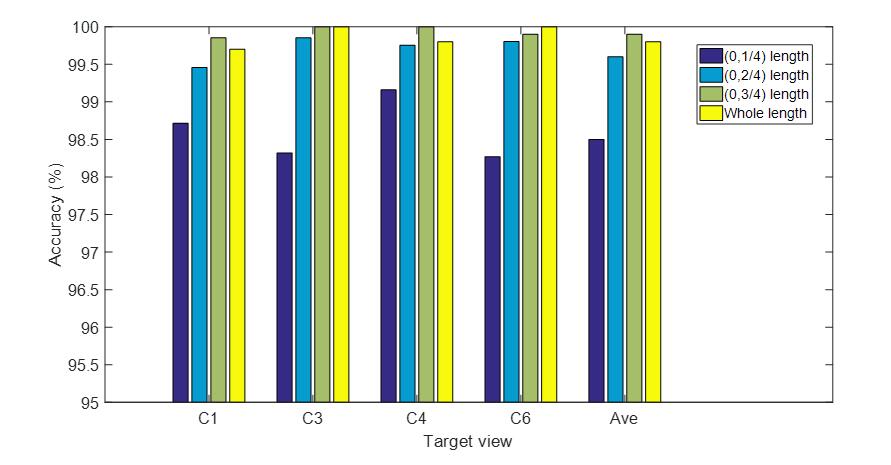 100
99.5
99
98.5
98
97.5
97
96.5
96
95.5
95
Accuracy (%)
C1 C3 C4 C6 Ave
Target view
(0,1/4) length
(0,2/4) length
(0,3/4) length
Whole length